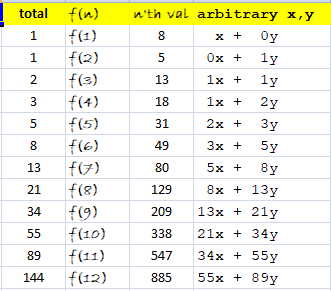 total f(n) n'th val arbitrary x,y
1 f(1) 8 x + 0y
1 f(2) 5 0x + 1y
2 f(3) 13 1x + 1y
3 f(4) 18 1x + 2y
5 f(5) 31 2x + 3y
8 f(6) 49 3x + 5y
13 f(7) 80 5x + 8y
21 f(8) 129 8x + 13y
34 f(9) 209 13x + 21y
55 f(10) 338 21x + 34y
89 f(11) 547 34x + 55y
144 f(12) 885 55x + 89y